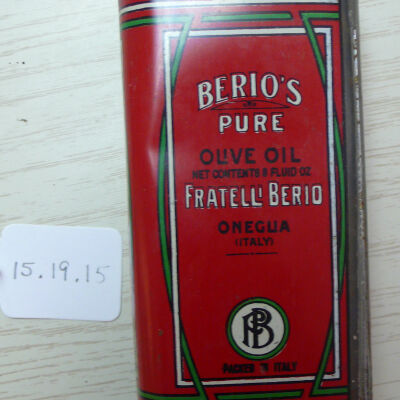 BERIO'S
PURE
OLIVE OIL
NET CONTENTS 8 FLUID OZ
FRATELLI BERIO
ONEGLIA
(ITALY)
FB
PACKED IN ITALY
15.19.15